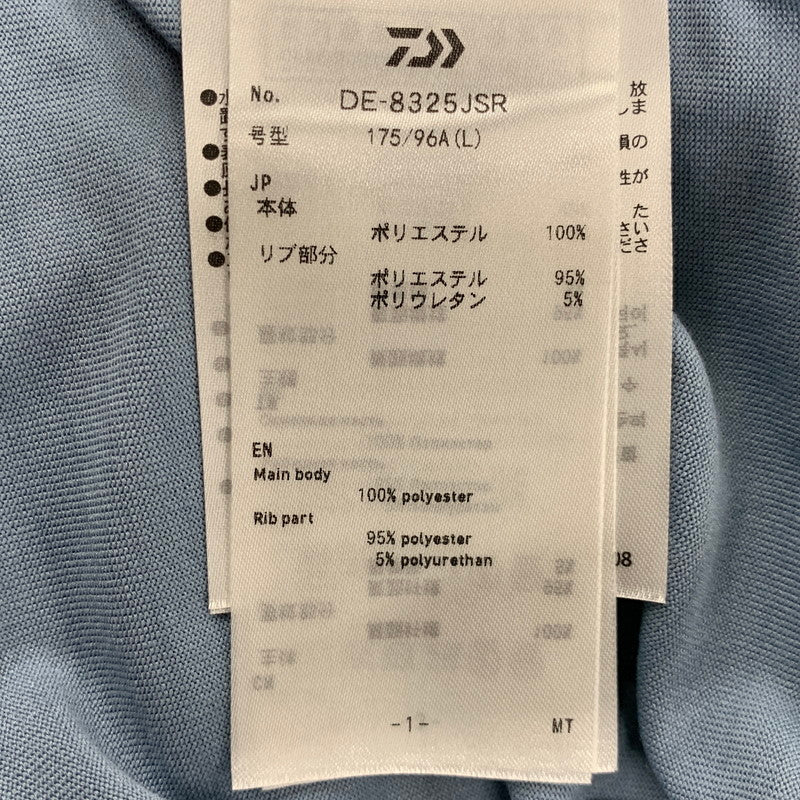 No. DE-8325JSR
号型 175/96A(L)
JP
本体
ポリエステル 100%
リブ部分
ポリエステル 95%
ポリウレタン 5%
EN
Main body
100% polyester
Rib part
95% polyester
5% polyurethan
-1- MT